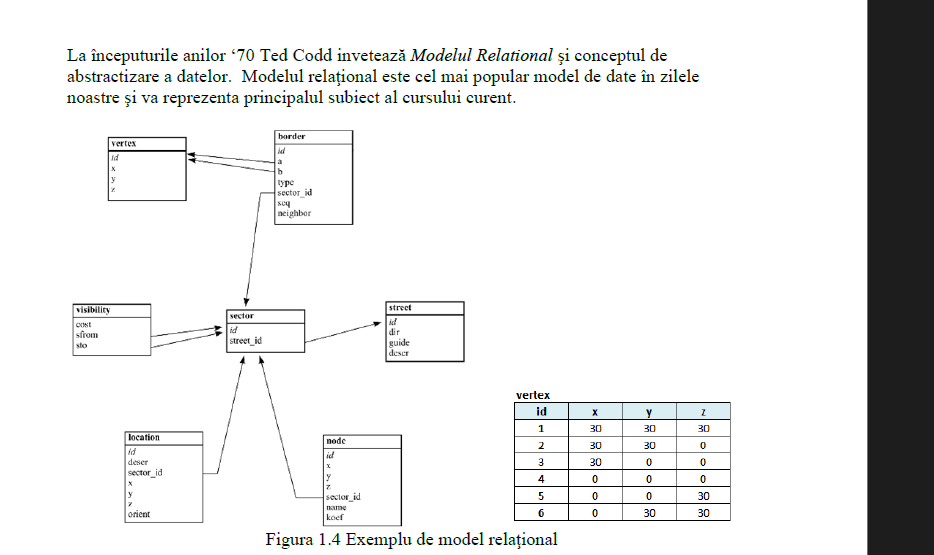 La începuturile anilor ‘70 Ted Codd invetează Modelul Relational şi conceptul de
abstractizare a datelor. Modelul relaţional este cel mai popular model de date în zilele
noastre şi va reprezenta principalul subiect al cursului curent.
vertex
id
x
y
z
border
id
a
b
type
sector_id
seq
neighbor
visibility
cost
sfrom
sto
sector
id
street_id
street
id
dir
guide
descr
location
id
descr
sector_id
x
y
z
orient
node
id
x
y
z
sector_id
name
koef
vertex
id x y z
1 30 30 30
2 30 30 0
3 30 0 0
4 0 0 0
5 0 0 30
6 0 30 30
Figura 1.4 Exemplu de model relaţional